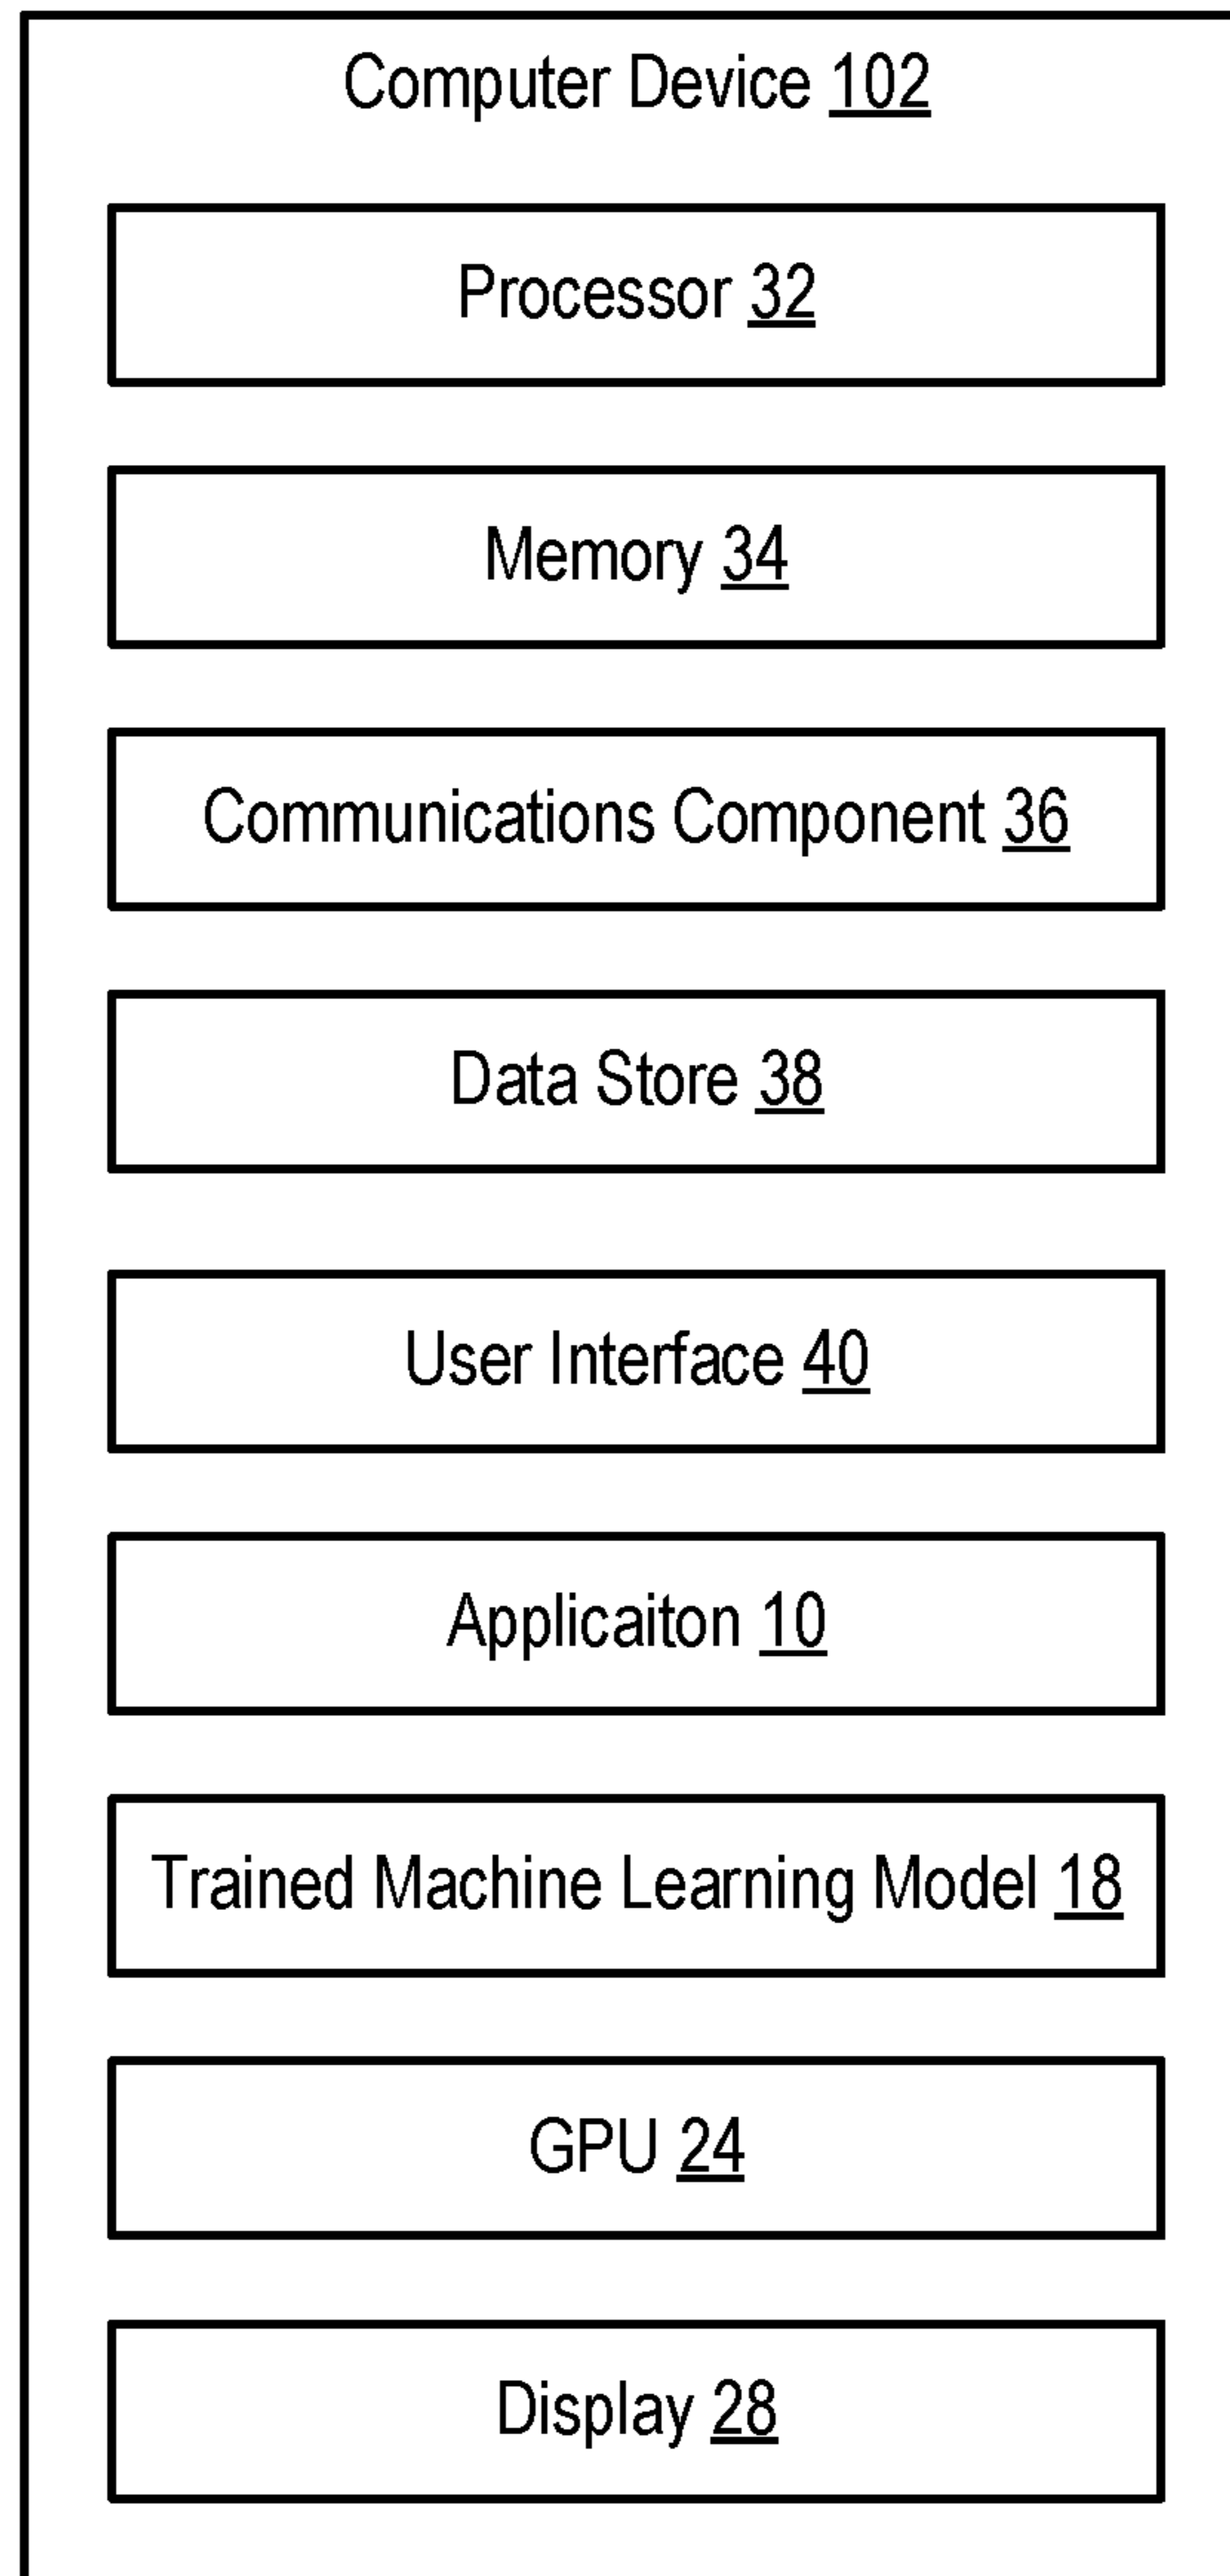 Computer Device 102
Processor 32
Memory 34
Communications Component 36
Data Store 38
User Interface 40
Applicaiton 10
Trained Machine Learning Model 18
GPU 24
Display 28